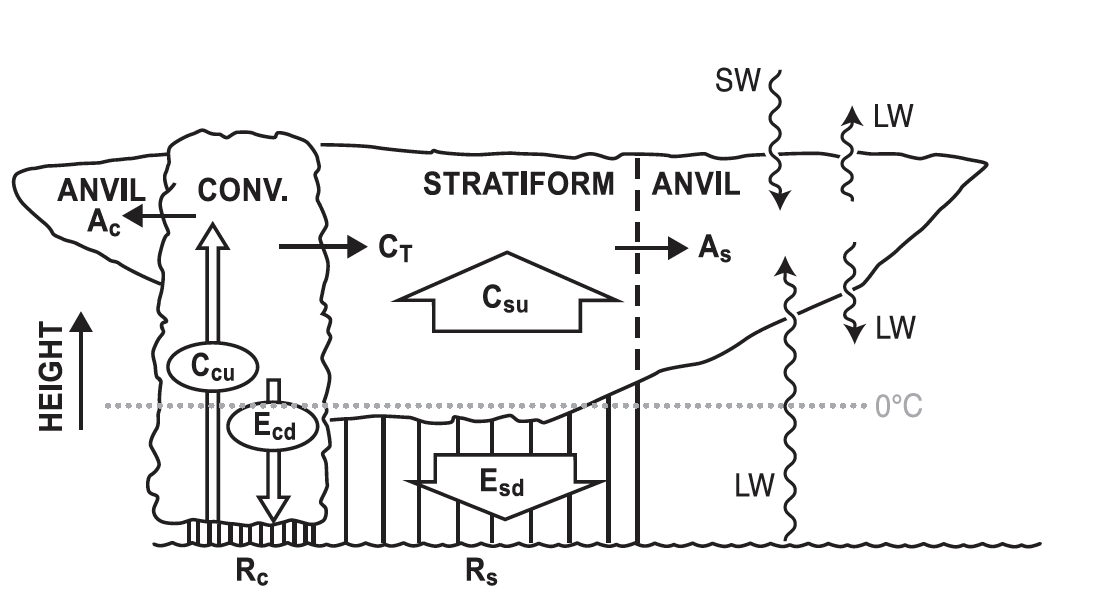 SW
LW
ANVIL
CONV.
STRATIFORM
ANVIL
Ac
CT
As
Csu
HEIGHT
LW
Ccu
0°C
Ecd
Esd
LW
Rc
Rs